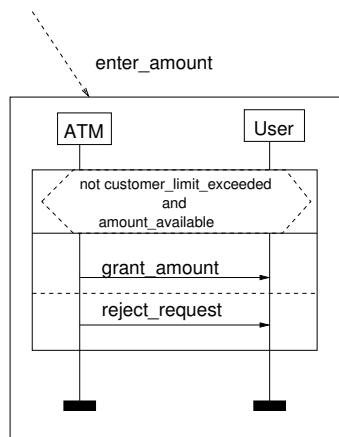 enter_amount
ATM
User
not customer_limit_exceeded
and
amount_available
grant_amount
reject_request